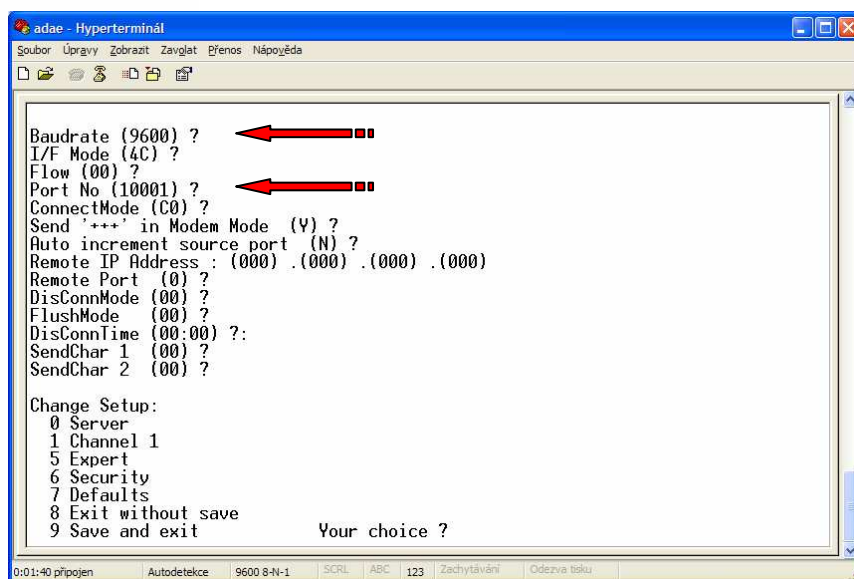 adae - Hyperterminál
Soubor Úpravy Zobrazit Zavolat Přenos Nápověda
Baudrate (9600) ?
I/F Mode (4C) ?
Flow (00) ?
Port No (10001) ?
ConnectMode (C0) ?
Send '+++' in Modem Mode (Y) ?
Auto increment source port (N) ?
Remote IP Address : (000) .(000) .(000) .(000)
Remote Port (0) ?
DisConnMode (00) ?
FlushMode (00) ?
DisConnTime (00:00) ?:
SendChar 1 (00) ?
SendChar 2 (00) ?
Change Setup:
0 Server
1 Channel 1
5 Expert
6 Security
7 Defaults
8 Exit without save
9 Save and exit Your choice ?
0:01:40 připojen Autodetekce 9600 8-N-1 SCRL ABC 123 Zachytávání Odezva tisku